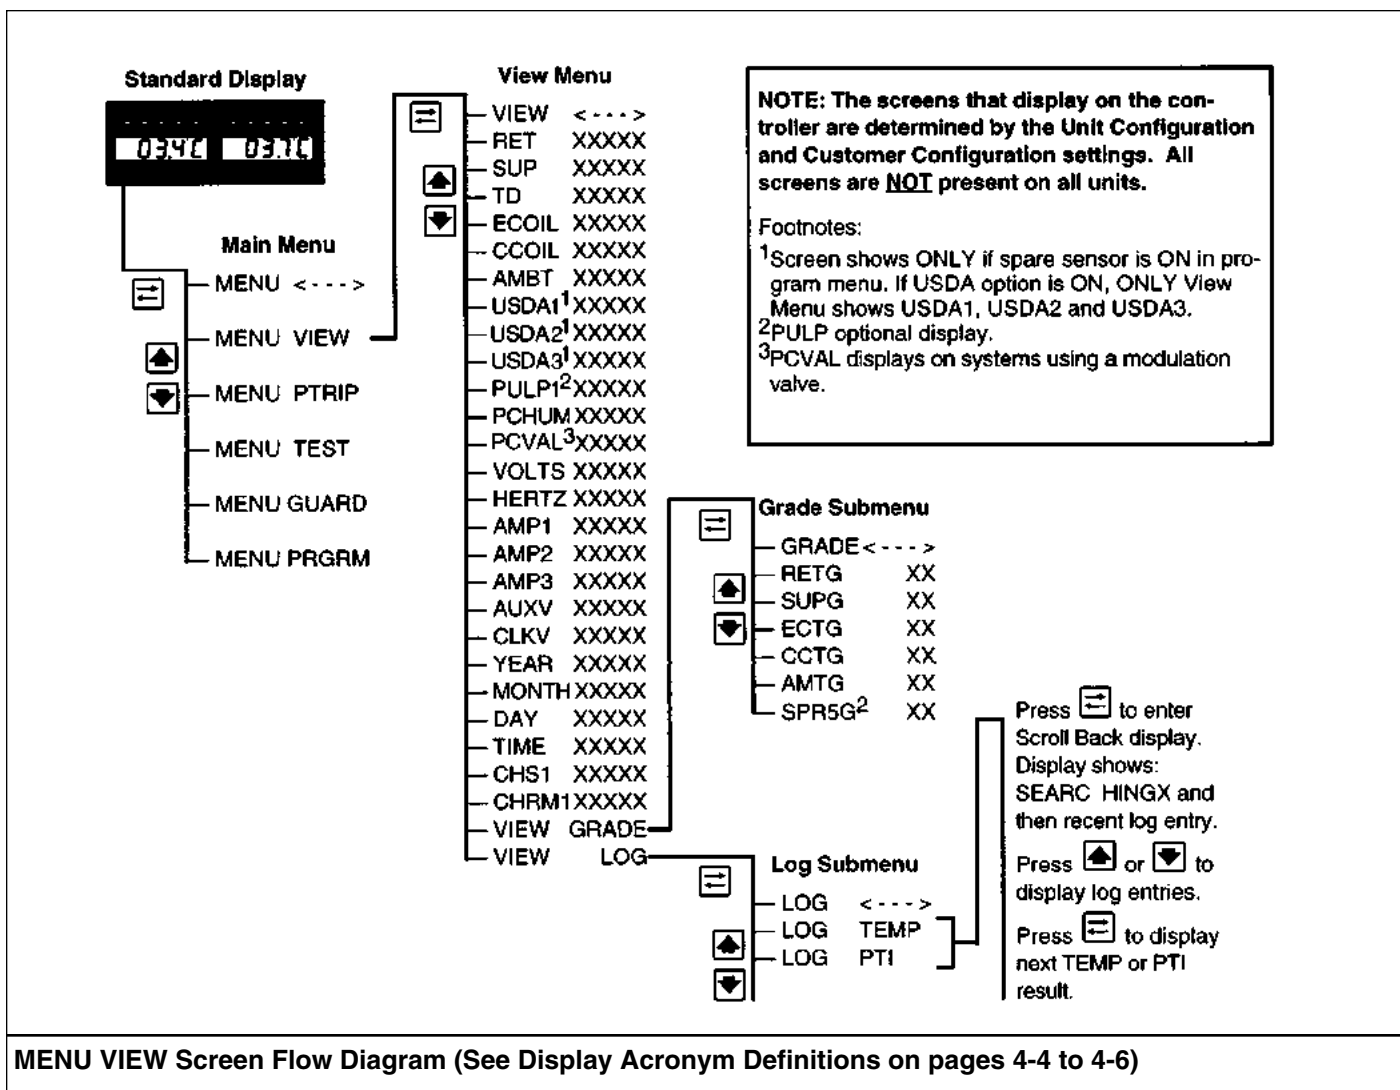 Standard Display
- - - - - - - - - -
03.4C 03.7C
Main Menu
MENU <--->
MENU VIEW
MENU PTRIP
MENU TEST
MENU GUARD
MENU PRGRM
View Menu
VIEW <--->
RET XXXXX
SUP XXXXX
TD XXXXX
ECOIL XXXXX
CCOIL XXXXX
AMBT XXXXX
USDA1¹XXXXX
USDA2¹XXXXX
USDA3¹XXXXX
PULP1²XXXXX
PCHUM XXXXX
PCVAL³XXXXX
VOLTS XXXXX
HERTZ XXXXX
AMP1 XXXXX
AMP2 XXXXX
AMP3 XXXXX
AUXV XXXXX
CLKV XXXXX
YEAR XXXXX
MONTH XXXXX
DAY XXXXX
TIME XXXXX
CHS1 XXXXX
CHRM1XXXXX
VIEW GRADE
VIEW LOG
NOTE: The screens that display on the con-
troller are determined by the Unit Configuration
and Customer Configuration settings. All
screens are NOT present on all units.
Footnotes:
¹Screen shows ONLY if spare sensor is ON in pro-
gram menu. If USDA option is ON, ONLY View
Menu shows USDA1, USDA2 and USDA3.
²PULP optional display.
³PCVAL displays on systems using a modulation
valve.
Grade Submenu
GRADE<--->
RETG XX
SUPG XX
ECTG XX
CCTG XX
AMTG XX
SPR5G² XX
Log Submenu
LOG <--->
LOG TEMP
LOG PTI
Press to enter
Scroll Back display.
Display shows:
SEARC HINGX and
then recent log entry.
Press or to
display log entries.
Press to display
next TEMP or PTI
result.
MENU VIEW Screen Flow Diagram (See Display Acronym Definitions on pages 4-4 to 4-6)